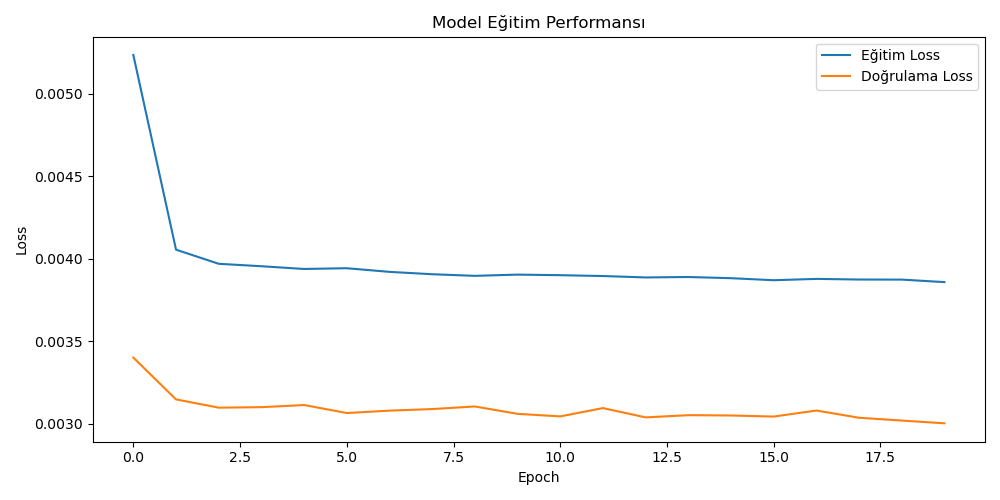 Model Eğitim Performansı
Eğitim Loss
Doğrulama Loss
0.0050
0.0045
0.0040
0.0035
0.0030
Loss
0.0 2.5 5.0 7.5 10.0 12.5 15.0 17.5
Epoch